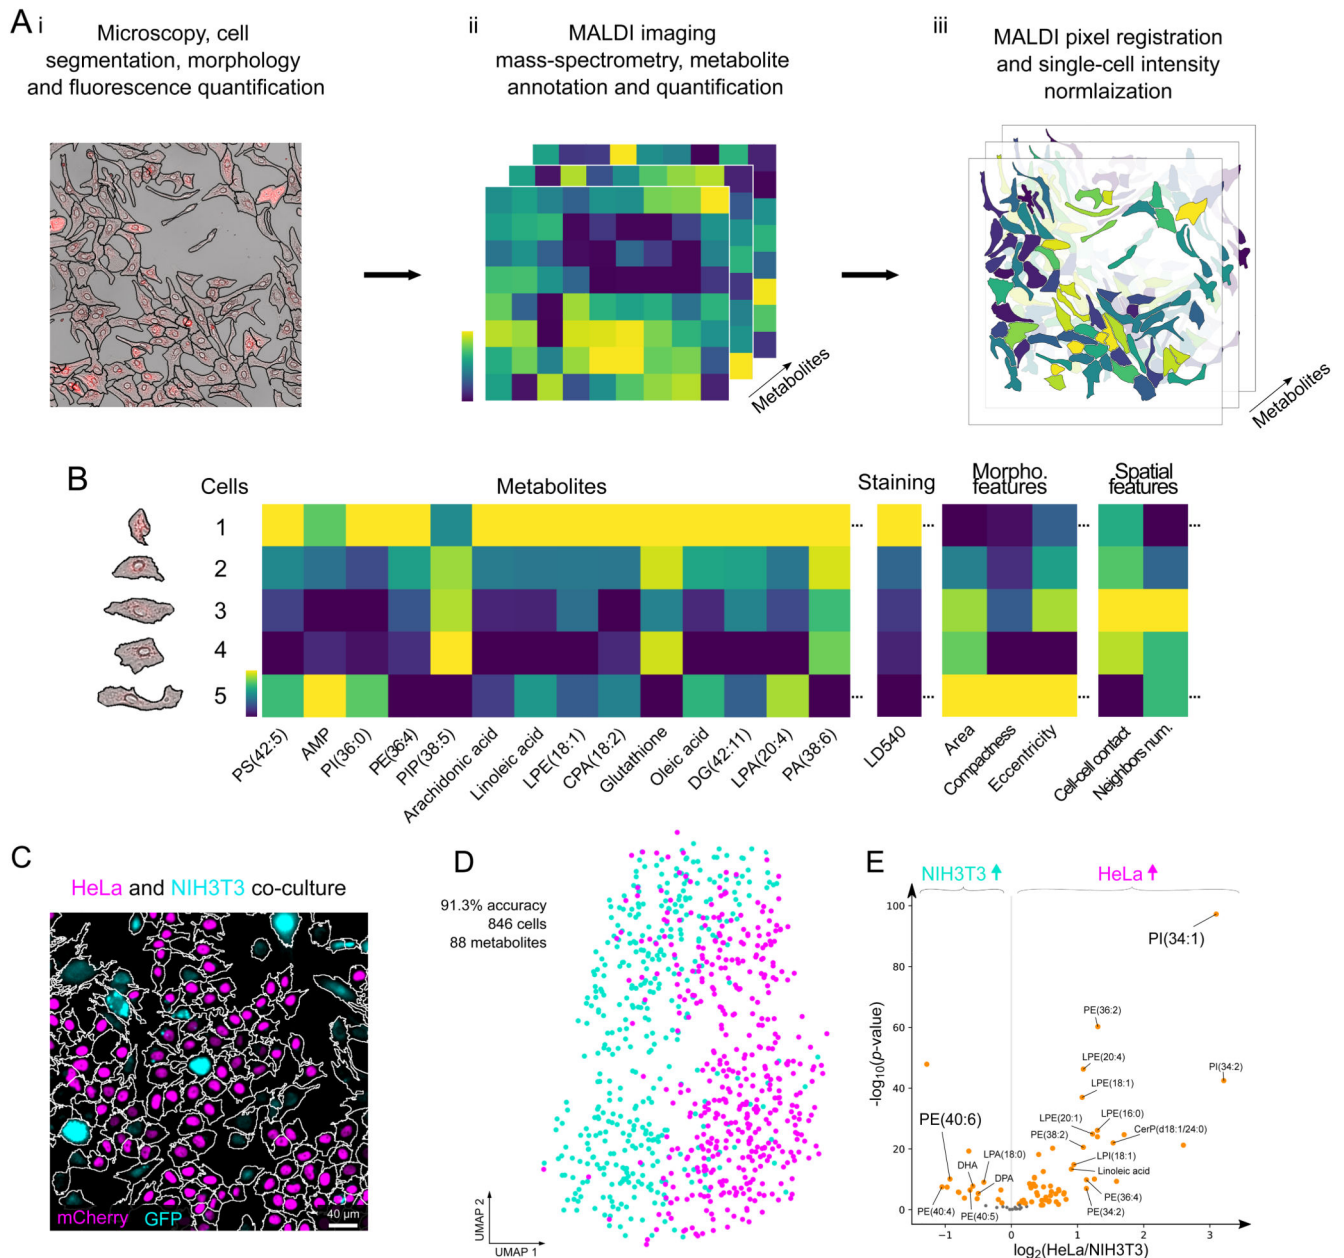 A i
Microscopy, cell
segmentation, morphology
and fluorescence quantification
ii
MALDI imaging
mass-spectrometry, metabolite
annotation and quantification
iii
MALDI pixel registration
and single-cell intensity
normlaization
Metabolites
Metabolites
B
Cells
Metabolites
Staining
Morpho.
features
Spatial
features
1
...
...
...
...
2
3
4
5
...
...
...
...
PS(42:5)
AMP
PI(36:0)
PE(36:4)
PIP(38:5)
Arachidonic acid
Linoleic acid
LPE(18:1)
CPA(18:2)
Glutathione
Oleic acid
DG(42:11)
LPA(20:4)
PA(38:6)
LD540
Area
Compactness
Eccentricity
Cell-cell contact
Neighbors num.
C
HeLa and NIH3T3 co-culture
mCherry GFP
40 µm
D
91.3% accuracy
846 cells
88 metabolites
UMAP 2
UMAP 1
E
NIH3T3
HeLa
100
80
60
40
20
0
-log10(p-value)
PI(34:1)
PE(36:2)
LPE(20:4)
PI(34:2)
LPE(18:1)
PE(40:6)
LPE(20:1)
LPE(16:0)
PE(38:2)
CerP(d18:1/24:0)
DHA
LPA(18:0)
LPI(18:1)
DPA
Linoleic acid
PE(40:4)
PE(40:5)
PE(36:4)
PE(34:2)
−1
0
1
2
3
log2(HeLa/NIH3T3)